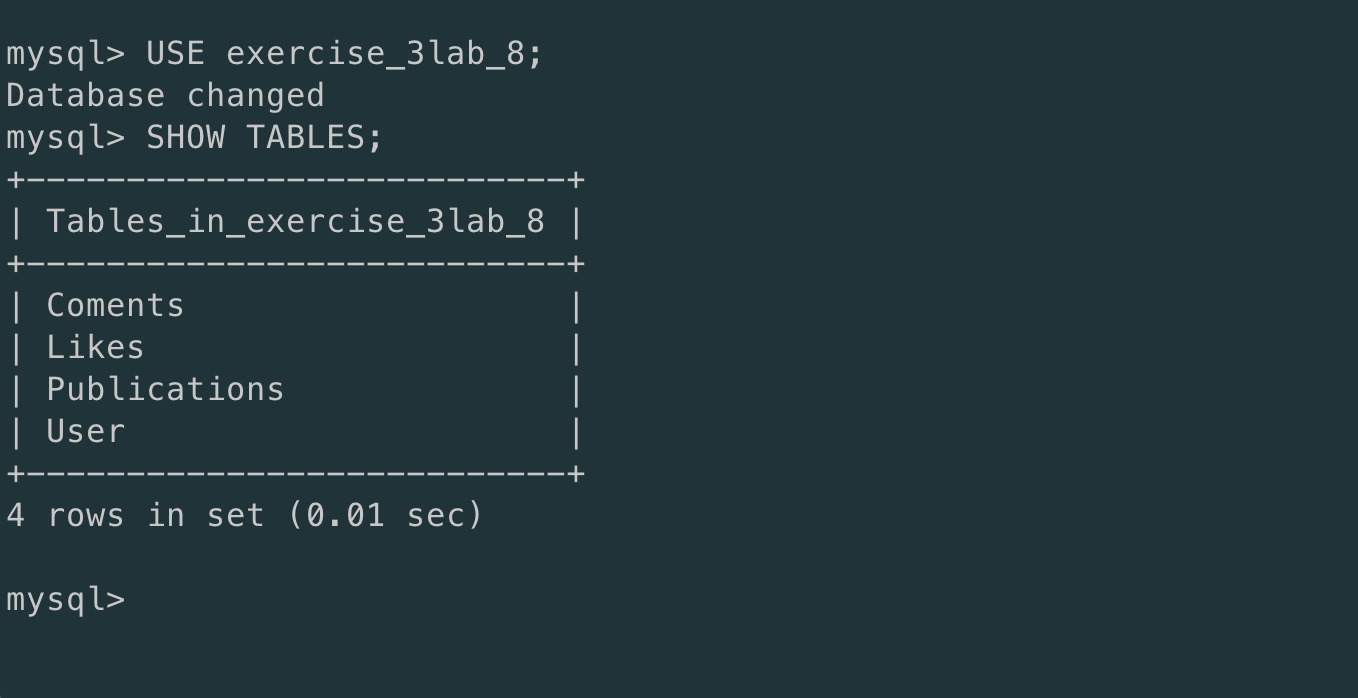 mysql> USE exercise_3lab_8;
Database changed
mysql> SHOW TABLES;
+---------------------------+
| Tables_in_exercise_3lab_8 |
+---------------------------+
| Coments                   |
| Likes                     |
| Publications              |
| User                      |
+---------------------------+
4 rows in set (0.01 sec)
mysql>